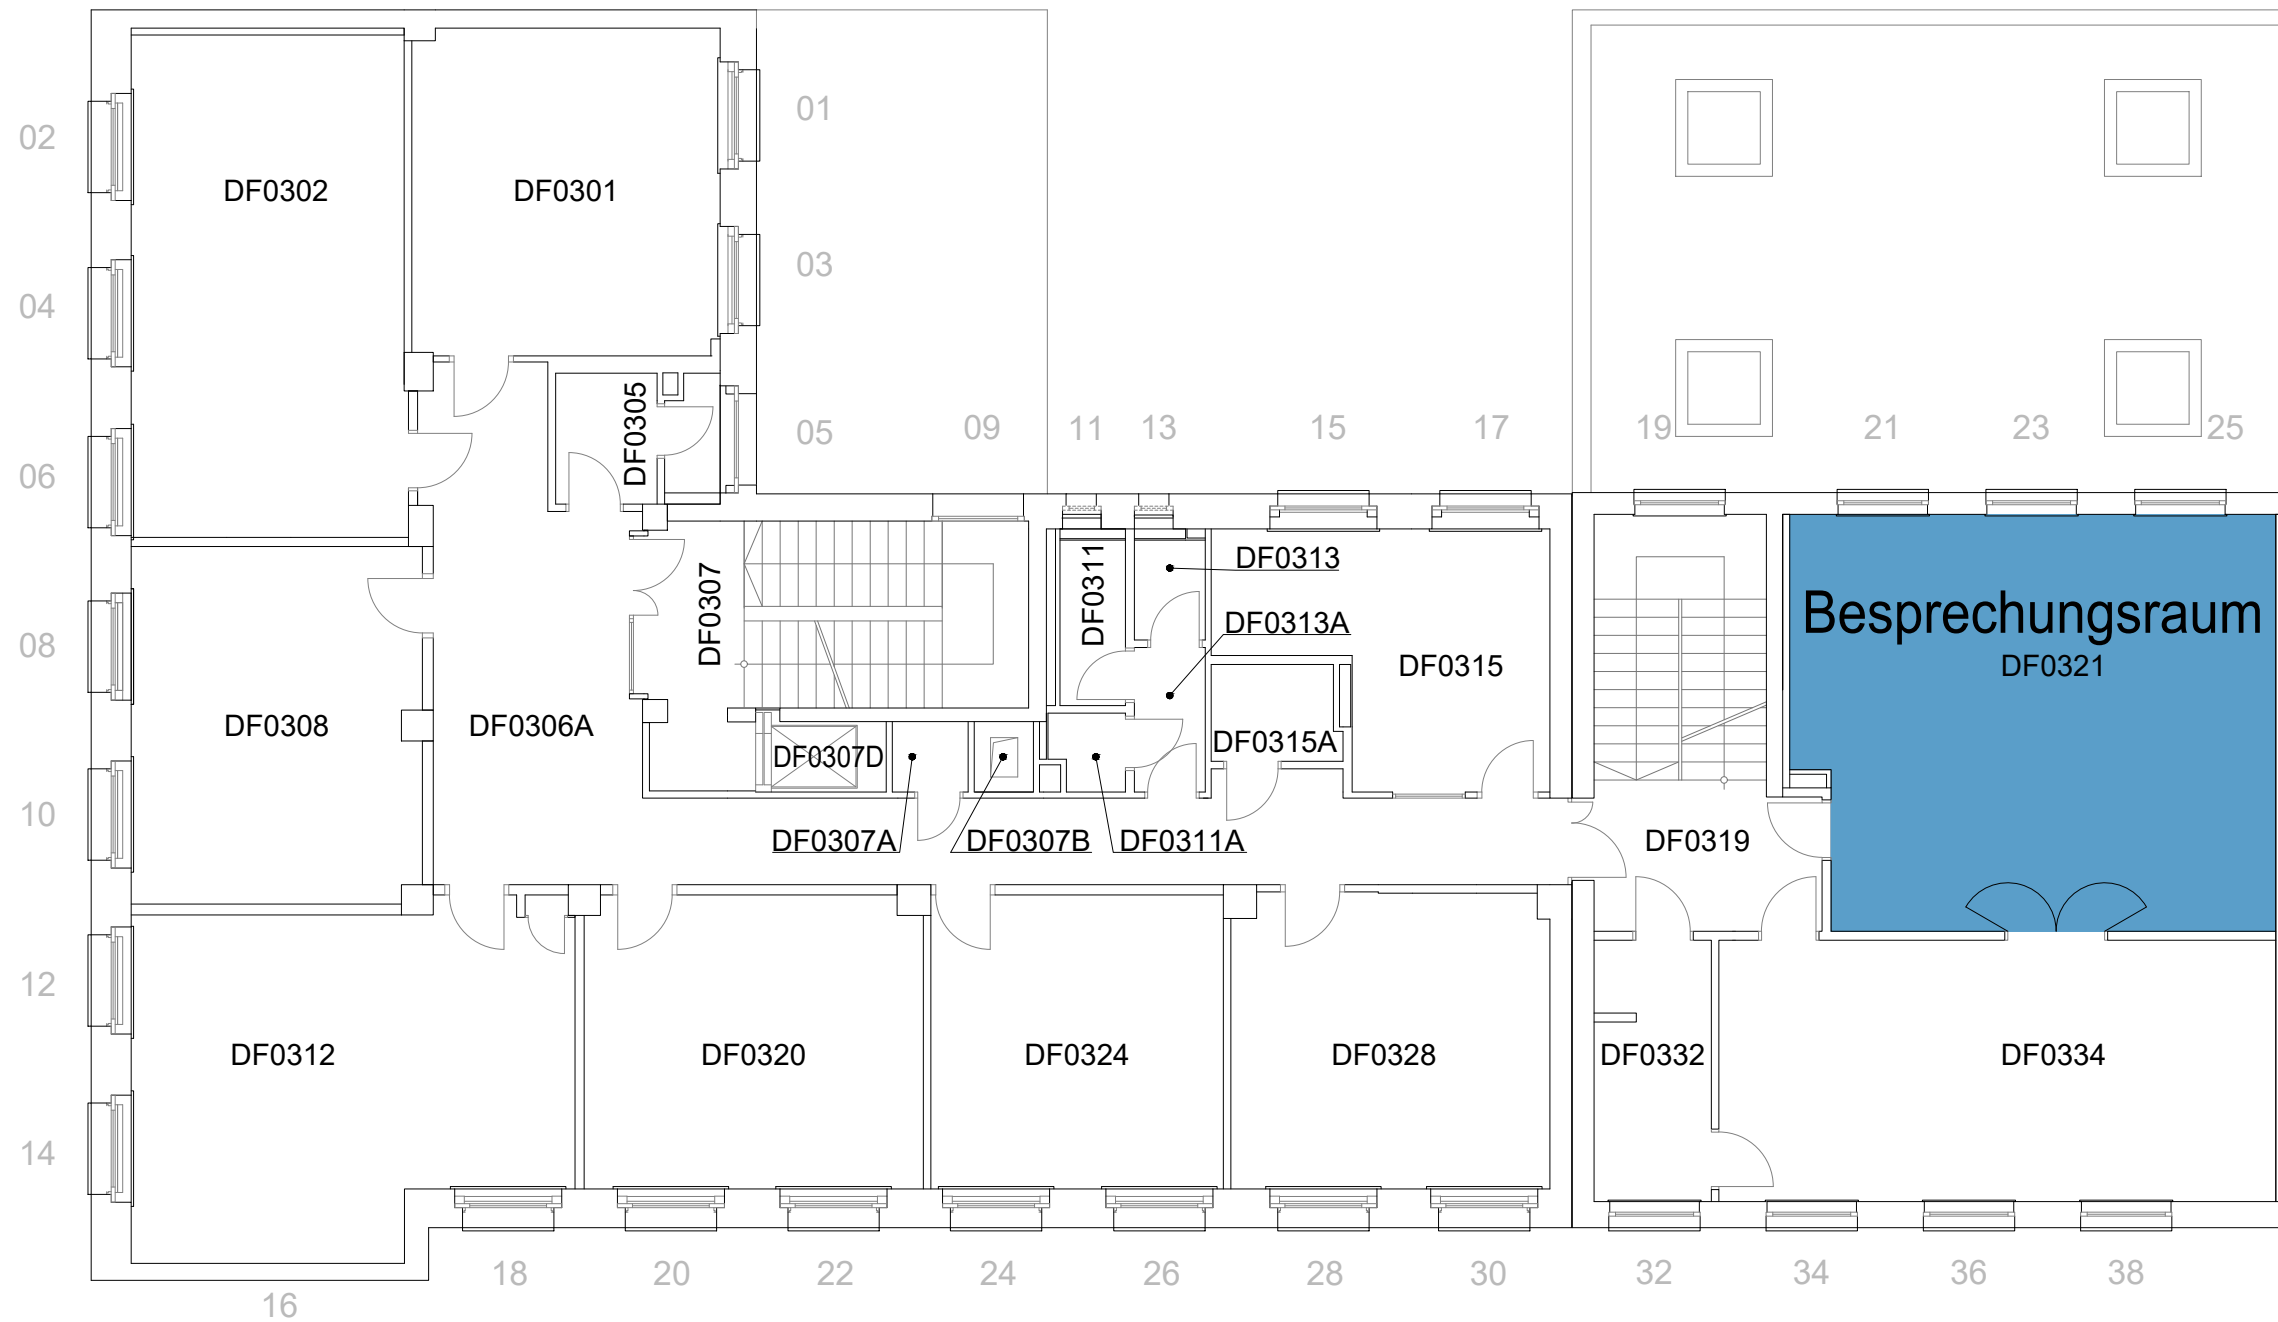 01
02
DF0302 DF0301
03
04
DF0305
05 09 11 13 15 17 19 21 23 25
06
DF0307
DF0311
DF0313
Besprechungsraum
DF0313A
08
DF0315
DF0321
DF0308 DF0306A
DF0315A
DF0307D
10
DF0307A DF0307B DF0311A
DF0319
12
DF0312 DF0320 DF0324 DF0328 DF0332 DF0334
14
18 20 22 24 26 28 30 32 34 36 38
16